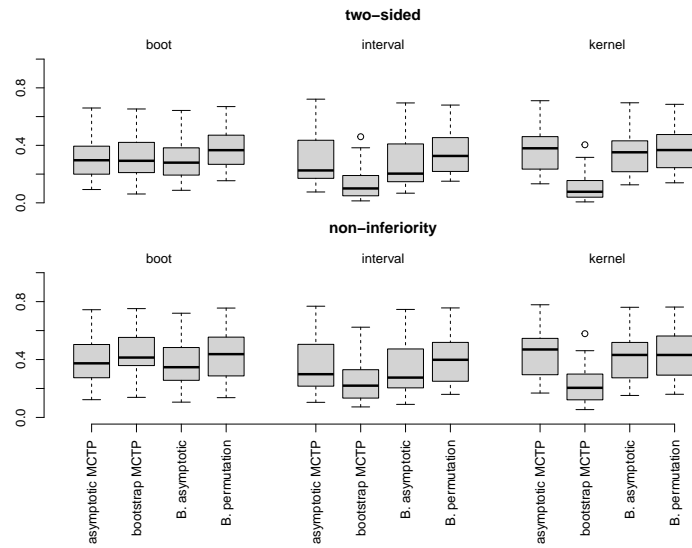 two−sided
boot interval kernel
0.0 0.4 0.8
non−inferiority
boot interval kernel
0.0 0.4 0.8
asymptotic MCTP
bootstrap MCTP
B. asymptotic
B. permutation
asymptotic MCTP
bootstrap MCTP
B. asymptotic
B. permutation
asymptotic MCTP
bootstrap MCTP
B. asymptotic
B. permutation